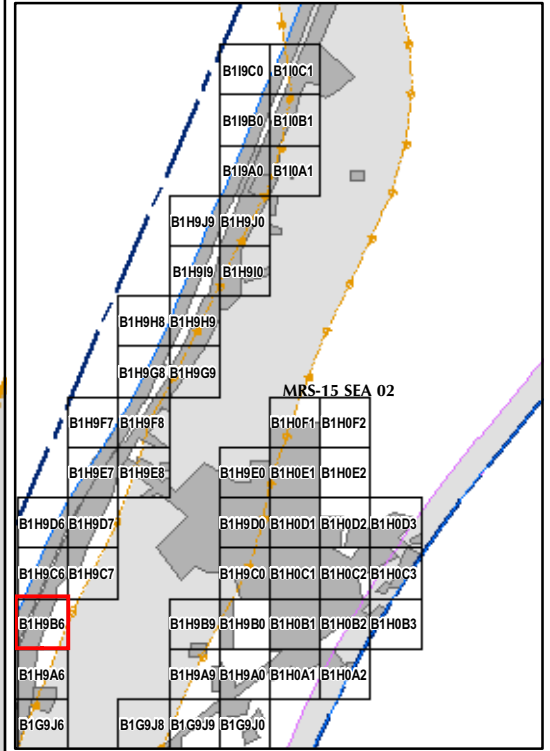 B1I9C0 B1I0C1
B1I9B0 B1I0B1
B1I9A0 B1I0A1
B1H9J9 B1H9J0
B1H9I9 B1H9I0
B1H9H8 B1H9H9
B1H9G8 B1H9G9
MRS-15 SEA 02
B1H9F7 B1H9F8 B1H0F1 B1H0F2
B1H9E7 B1H9E8 B1H9E0 B1H0E1 B1H0E2
B1H9D6 B1H9D7 B1H9D0 B1H0D1 B1H0D2 B1H0D3
B1H9C6 B1H9C7 B1H9C0 B1H0C1 B1H0C2 B1H0C3
B1H9B6 B1H9B9 B1H9B0 B1H0B1 B1H0B2 B1H0B3
B1H9A6 B1H9A9 B1H9A0 B1H0A1 B1H0A2
B1G9J6 B1G9J8 B1G9J9 B1G9J0